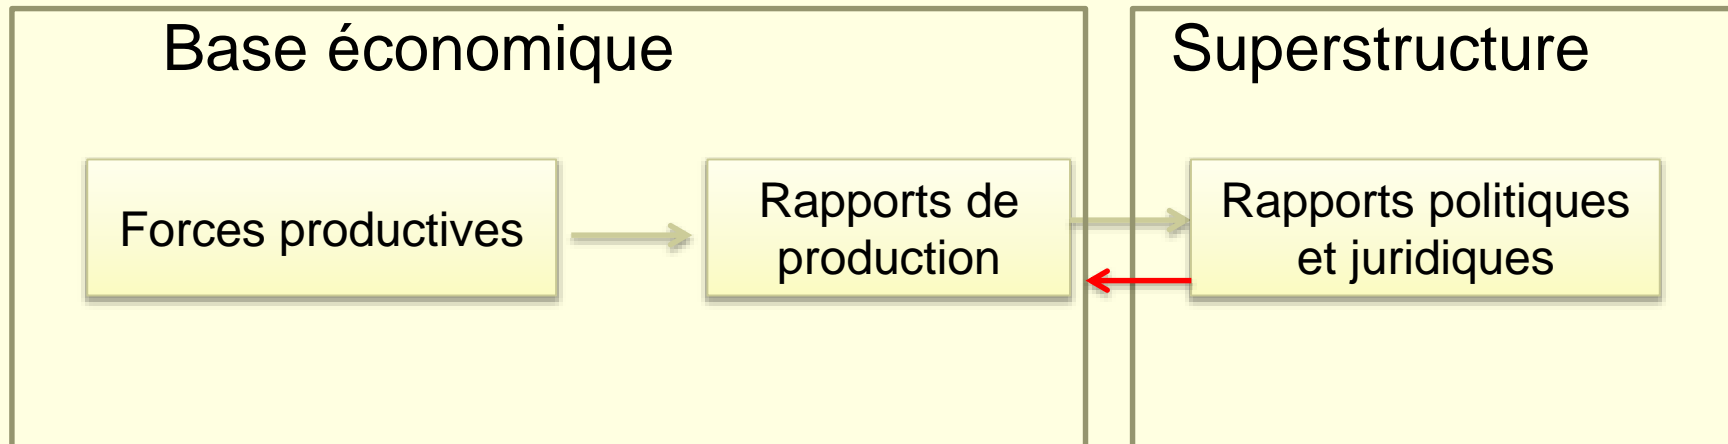 Base économique
Superstructure
Forces productives
Rapports de
production
Rapports politiques
et juridiques